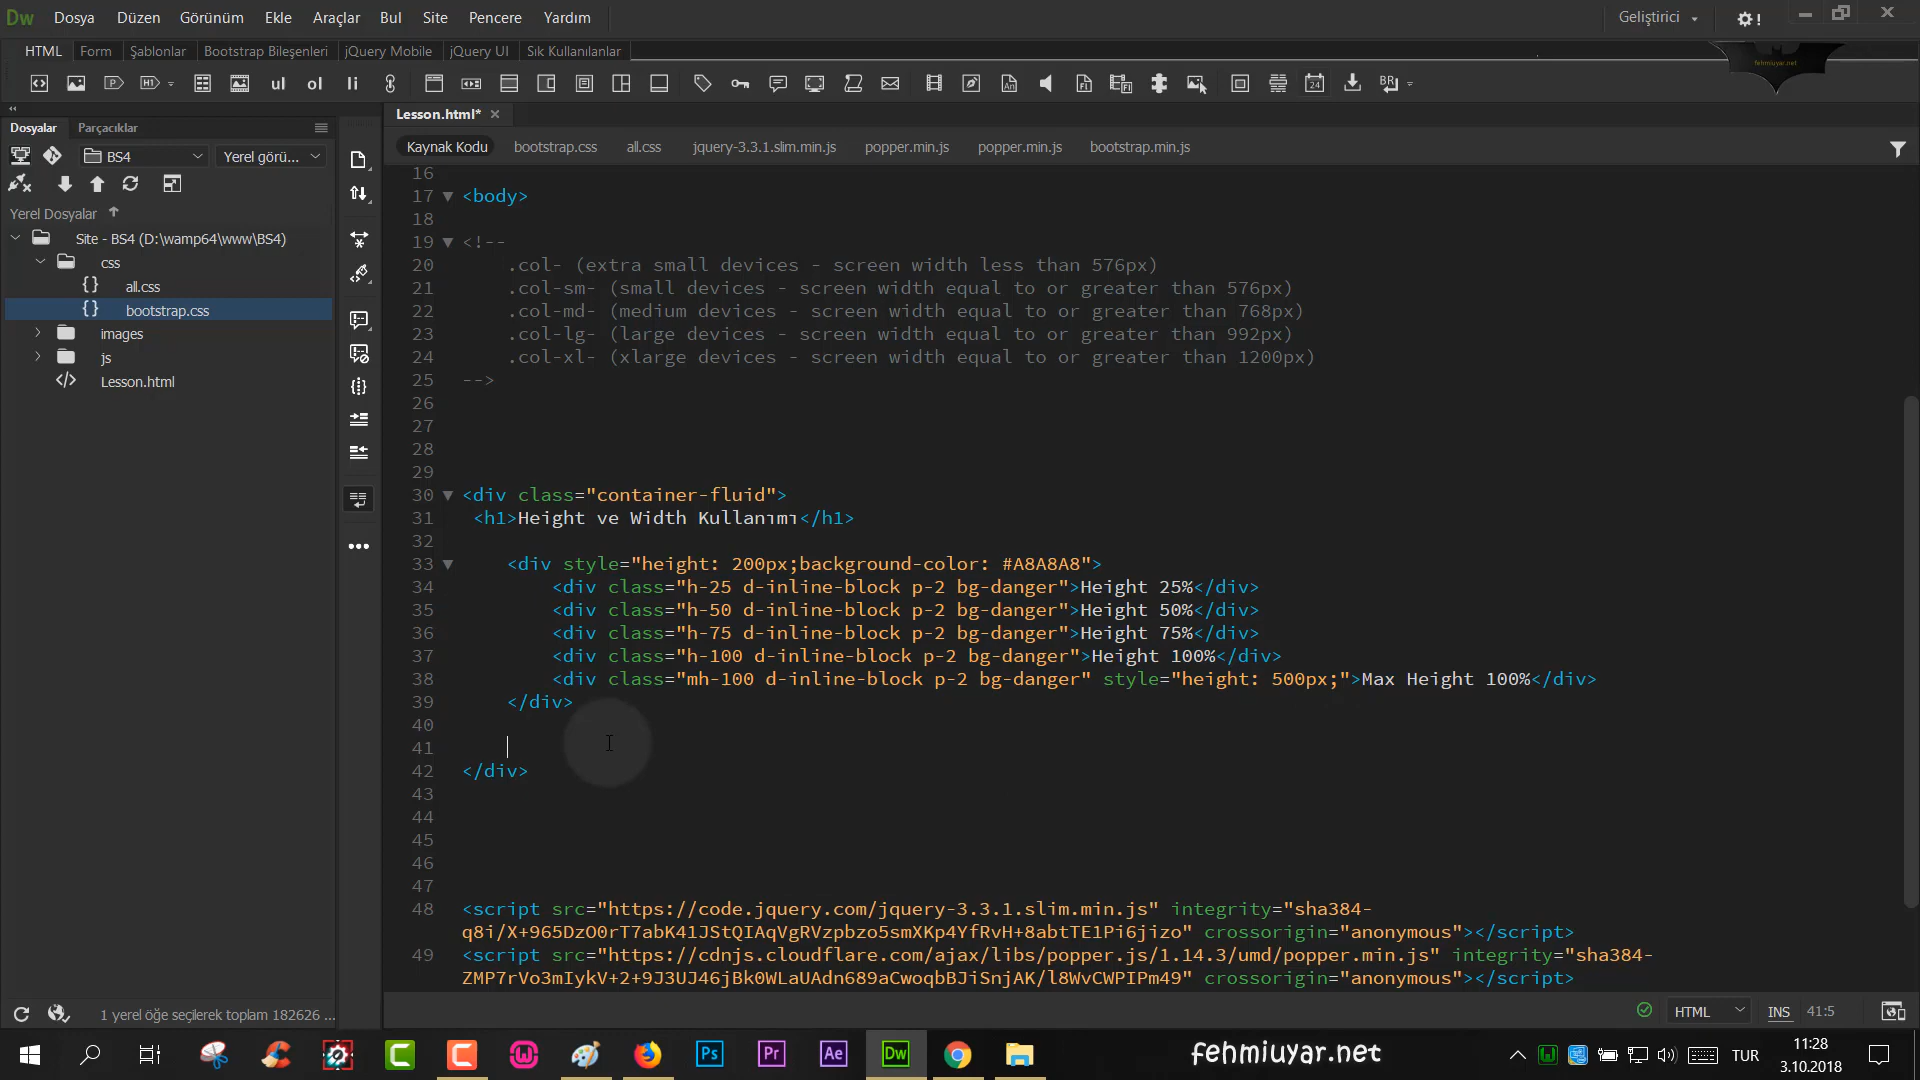 Dw Dosya Düzen Görünüm Ekle Araçlar Bul Site Pencere Yardım Geliştirici
HTML Form Şablonlar Bootstrap Bileşenleri jQuery Mobile jQuery UI Sık Kullanılanlar
fehmiuyar.net
H1 ul ol li An Fl Fl 24 BR
Dosyalar Parçacıklar
Lesson.html*
BS4 Yerel görü...
Kaynak Kodu bootstrap.css all.css jquery-3.3.1.slim.min.js popper.min.js popper.min.js bootstrap.min.js
Yerel Dosyalar
Site - BS4 (D:\wamp64\www\BS4)
css
all.css
bootstrap.css
images
js
Lesson.html
16
17 <body>
18
19 <!--
20 .col- (extra small devices - screen width less than 576px)
21 .col-sm- (small devices - screen width equal to or greater than 576px)
22 .col-md- (medium devices - screen width equal to or greater than 768px)
23 .col-lg- (large devices - screen width equal to or greater than 992px)
24 .col-xl- (xlarge devices - screen width equal to or greater than 1200px)
25 -->
26
27
28
29
30 <div class="container-fluid">
31 <h1>Height ve Width Kullanımı</h1>
32
33 <div style="height: 200px;background-color: #A8A8A8">
34 <div class="h-25 d-inline-block p-2 bg-danger">Height 25%</div>
35 <div class="h-50 d-inline-block p-2 bg-danger">Height 50%</div>
36 <div class="h-75 d-inline-block p-2 bg-danger">Height 75%</div>
37 <div class="h-100 d-inline-block p-2 bg-danger">Height 100%</div>
38 <div class="mh-100 d-inline-block p-2 bg-danger" style="height: 500px;">Max Height 100%</div>
39 </div>
40
41
42 </div>
43
44
45
46
47
48 <script src="https://code.jquery.com/jquery-3.3.1.slim.min.js" integrity="sha384-
q8i/X+965DzO0rT7abK41JStQIAqVgRVzpbzo5smXKp4YfRvH+8abtTE1Pi6jizo" crossorigin="anonymous"></script>
49 <script src="https://cdnjs.cloudflare.com/ajax/libs/popper.js/1.14.3/umd/popper.min.js" integrity="sha384-
ZMP7rVo3mIykV+2+9J3UJ46jBk0WLaUAdn689aCwoqbBJiSnjAK/l8WvCWPIPm49" crossorigin="anonymous"></script>
1 yerel öğe seçilerek toplam 182626 ...
HTML INS 41:5
Ps Pr Ae Dw
fehmiuyar.net
TUR
11:28
3.10.2018